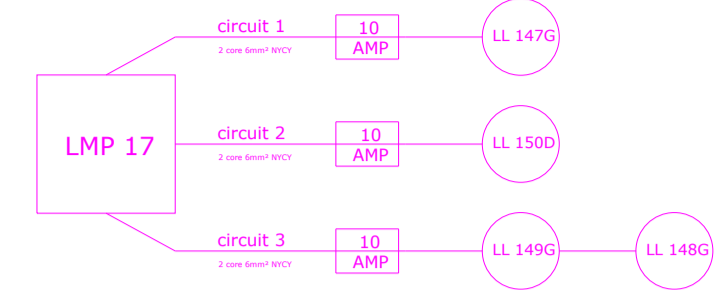 circuit 1
2 core 6mm² NYCY
10
AMP
LL 147G
LMP 17
circuit 2
2 core 6mm² NYCY
10
AMP
LL 150D
circuit 3
2 core 6mm² NYCY
10
AMP
LL 149G
LL 148G